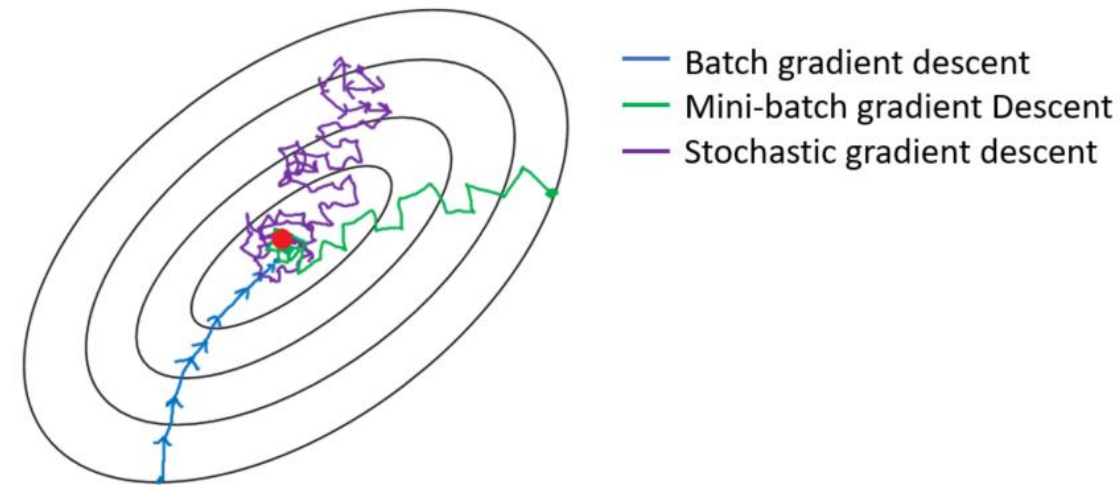 Batch gradient descent
Mini-batch gradient Descent
Stochastic gradient descent